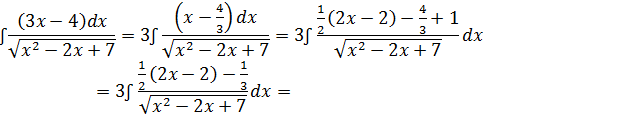 ∫ (3x − 4)dx / √(x² − 2x + 7) = 3∫ (x − 4/3) dx / √(x² − 2x + 7) = 3∫ (1/2 (2x − 2) − 4/3 + 1) / √(x² − 2x + 7) dx
= 3∫ (1/2 (2x − 2) − 1/3) / √(x² − 2x + 7) dx =